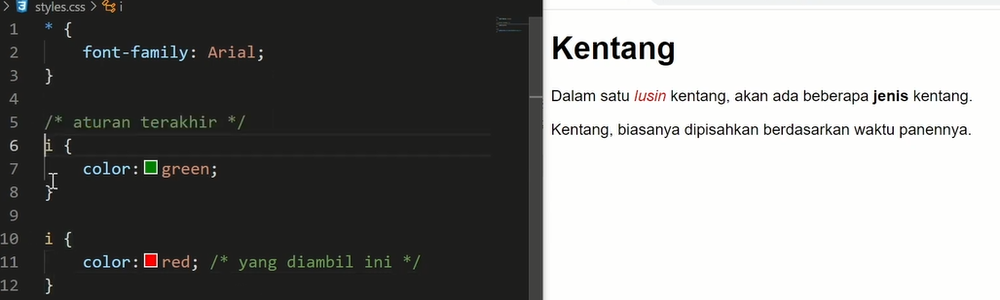 styles.css > i
1 * {
2 font-family: Arial;
3 }
4
5 /* aturan terakhir */
6 i {
7 color: green;
8 }
9
10 i {
11 color: red; /* yang diambil ini */
12 }
Kentang
Dalam satu lusin kentang, akan ada beberapa jenis kentang.
Kentang, biasanya dipisahkan berdasarkan waktu panennya.